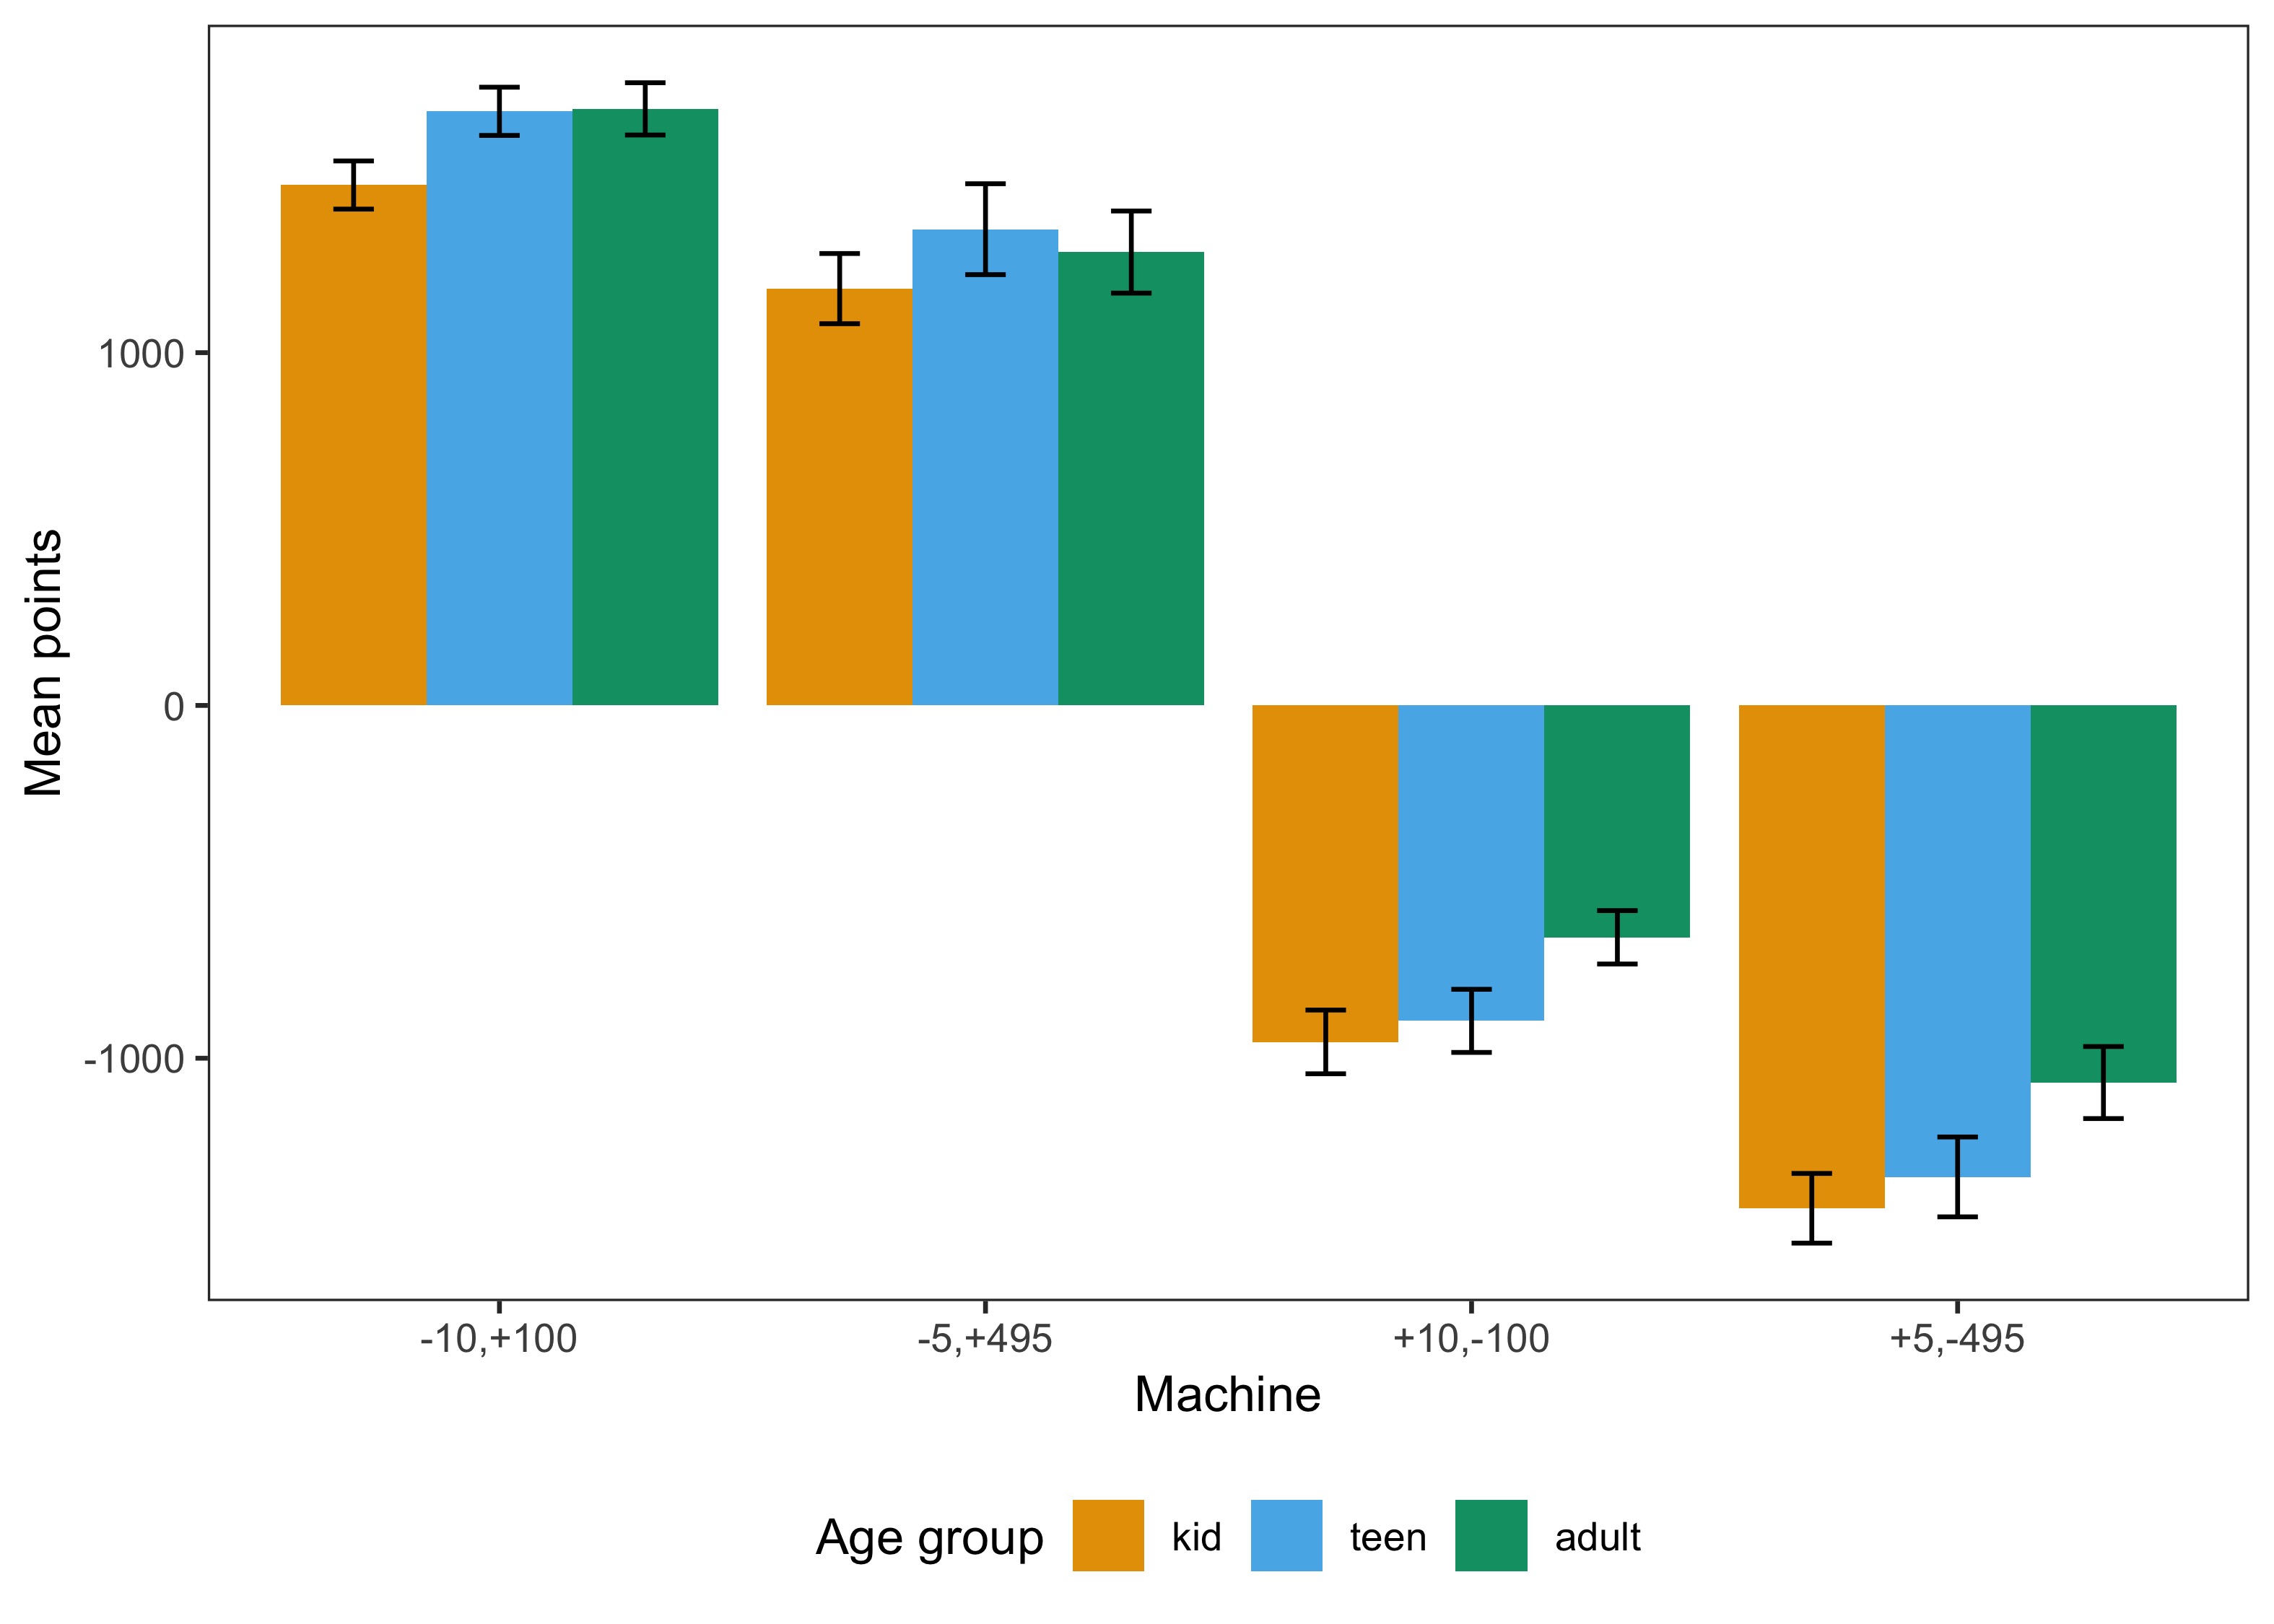 Mean points
1000
0
-1000
-10,+100
-5,+495
+10,-100
+5,-495
Machine
Age group kid teen adult